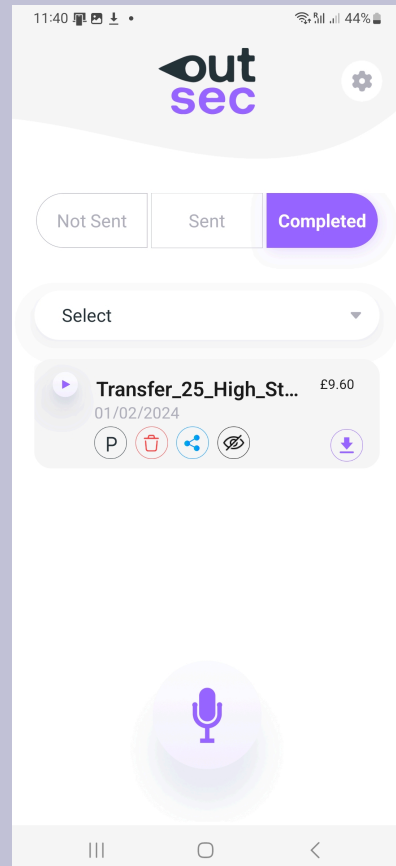 11:40 44%
out
sec
Not Sent Sent Completed
Select
Transfer_25_High_St... £9.60
01/02/2024
P